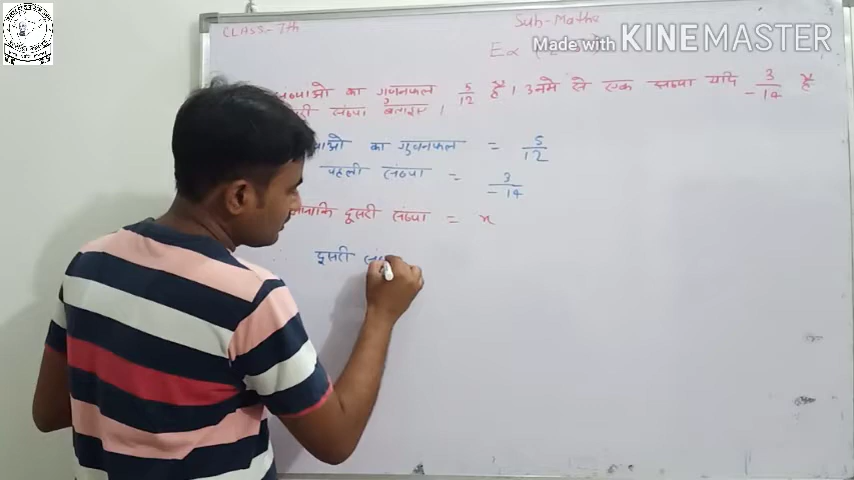 CLASS-7th
Sub-Maths
Ex
Made with KINEMASTER
संख्याओ का गुणनफल 5/12 है। उनमे से एक संख्या यदि 3/-14 है
संख्या बताइए।
का गुणनफल = 5/12
पहली संख्या = 3/-14
दूसरी संख्या = x
∴ दूसरी